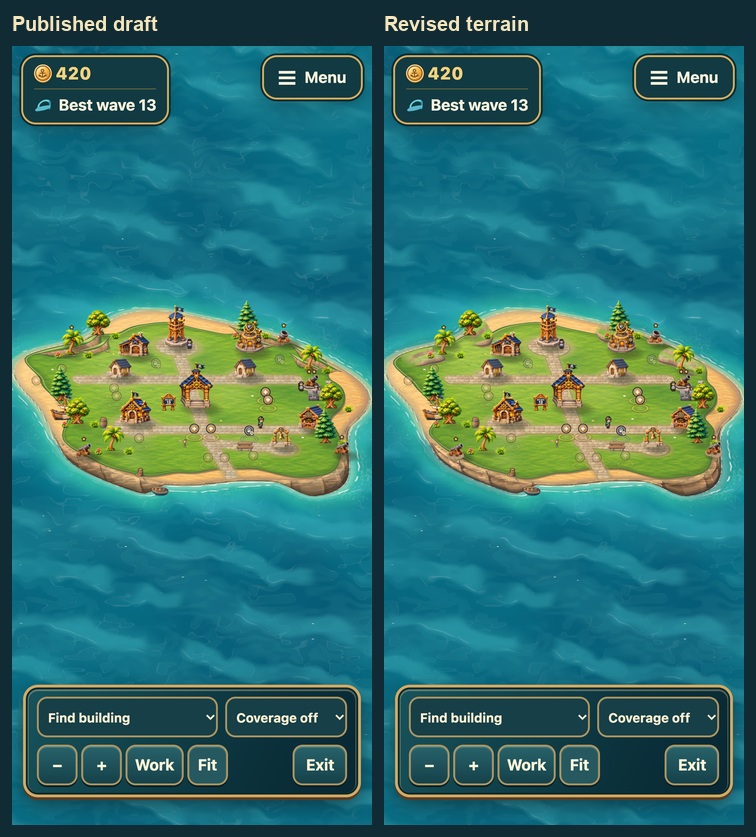 Published draft
420
Best wave 13
Menu
Find building
Coverage off
− + Work Fit Exit
Revised terrain
420
Best wave 13
Menu
Find building
Coverage off
− + Work Fit Exit